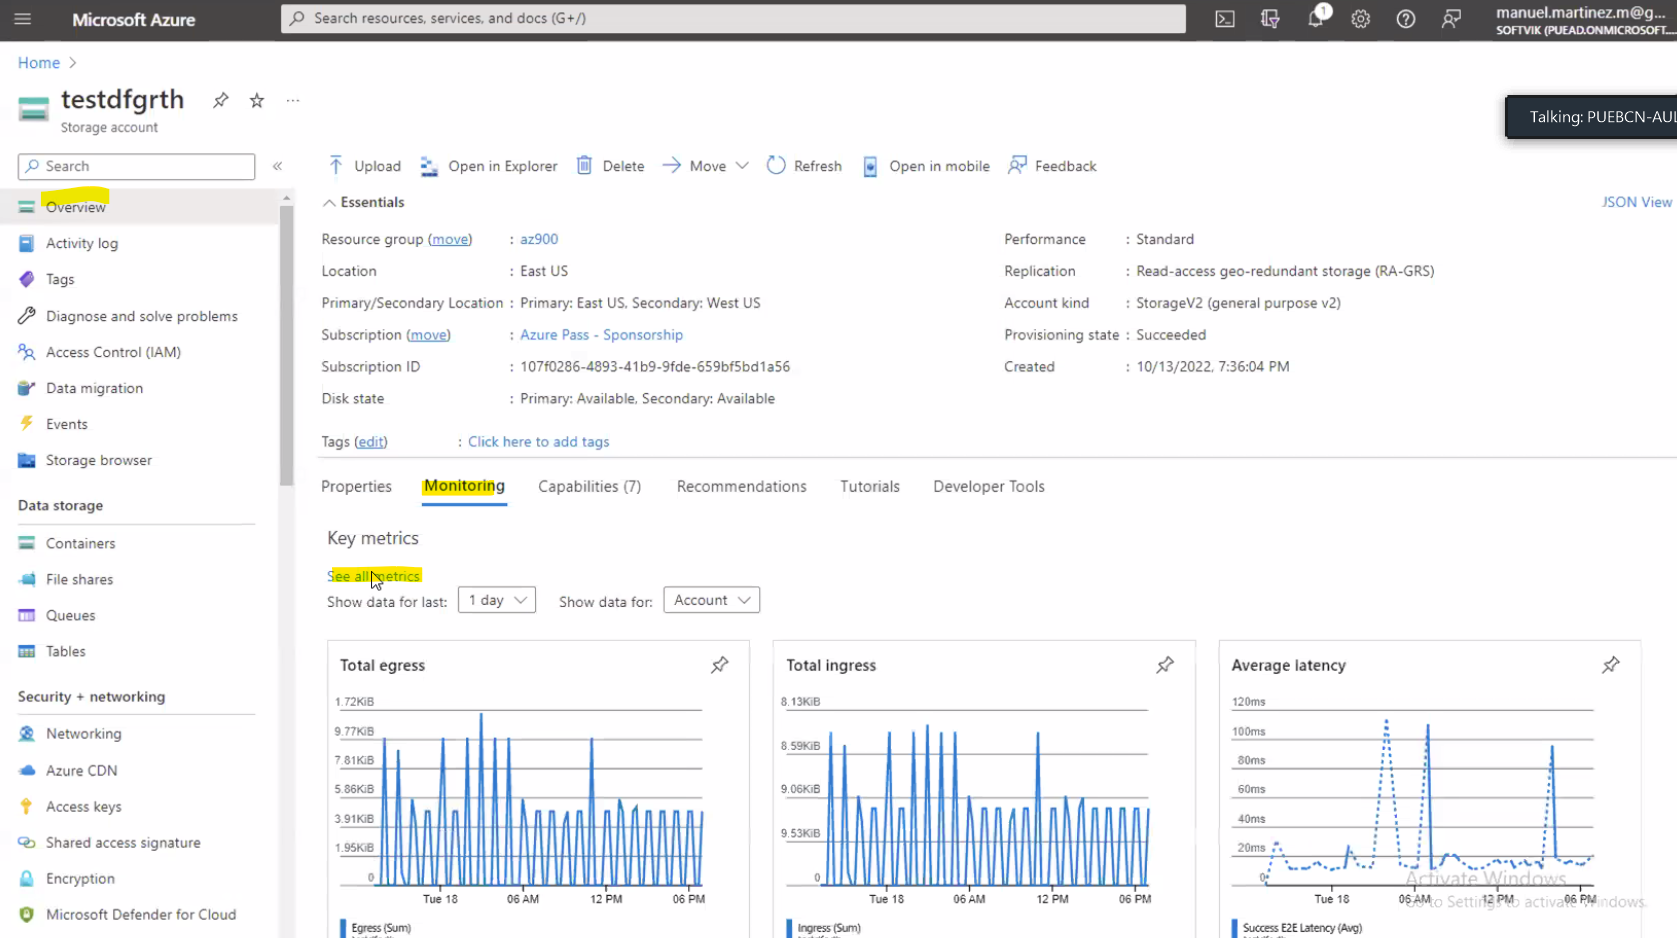 Microsoft Azure
Search resources, services, and docs (G+/)
1
manuel.martinez.m@g...
SOFTVIK (PUEAD.ONMICROSOFT....
Home >
testdfgrth
...
Storage account
Talking: PUEBCN-AUL
Search
«
Upload
Open in Explorer
Delete
Move
Refresh
Open in mobile
Feedback
Overview
Activity log
Tags
Diagnose and solve problems
Access Control (IAM)
Data migration
Events
Storage browser
Data storage
Containers
File shares
Queues
Tables
Security + networking
Networking
Azure CDN
Access keys
Shared access signature
Encryption
Microsoft Defender for Cloud
Essentials
JSON View
Resource group (move) : az900
Location : East US
Primary/Secondary Location : Primary: East US, Secondary: West US
Subscription (move) : Azure Pass - Sponsorship
Subscription ID : 107f0286-4893-41b9-9fde-659bf5bd1a56
Disk state : Primary: Available, Secondary: Available
Tags (edit) : Click here to add tags
Performance : Standard
Replication : Read-access geo-redundant storage (RA-GRS)
Account kind : StorageV2 (general purpose v2)
Provisioning state : Succeeded
Created : 10/13/2022, 7:36:04 PM
Properties
Monitoring
Capabilities (7)
Recommendations
Tutorials
Developer Tools
Key metrics
See all metrics
Show data for last: 1 day
Show data for: Account
Total egress
1.72KiB
9.77KiB
7.81KiB
5.86KiB
3.91KiB
1.95KiB
0
Tue 18 06 AM 12 PM 06 PM
Egress (Sum)
Total ingress
8.13KiB
8.59KiB
9.06KiB
9.53KiB
0
Tue 18 06 AM 12 PM 06 PM
Ingress (Sum)
Average latency
120ms
100ms
80ms
60ms
40ms
20ms
0
Tue 18 06 AM 12 PM 06 PM
Success E2E Latency (Avg)
Activate Windows
Go to Settings to activate Windows.